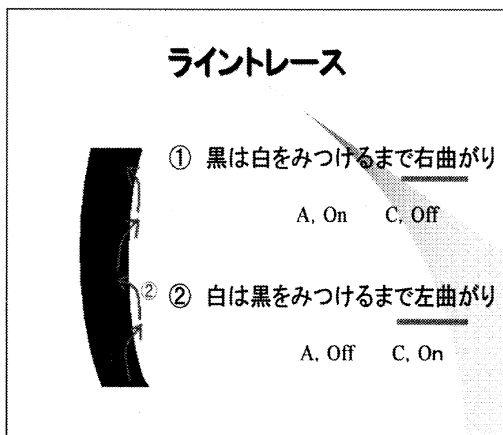 ライントレース
① 黒は白をみつけるまで右曲がり
A, On C, Off
②
② 白は黒をみつけるまで左曲がり
A, Off C, On